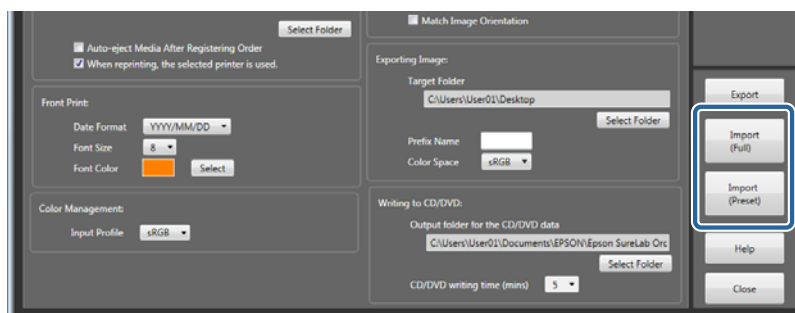 Select Folder
Auto-eject Media After Registering Order
When reprinting, the selected printer is used.
Front Print:
Date Format YYYY/MM/DD
Font Size 8
Font Color Select
Color Management:
Input Profile sRGB
Match Image Orientation
Exporting Image:
Target Folder
C:\Users\User01\Desktop
Select Folder
Prefix Name
Color Space sRGB
Writing to CD/DVD:
Output folder for the CD/DVD data
C:\Users\User01\Documents\EPSON\Epson SureLab Orc
Select Folder
CD/DVD writing time (mins) 5
Export
Import
(Full)
Import
(Preset)
Help
Close